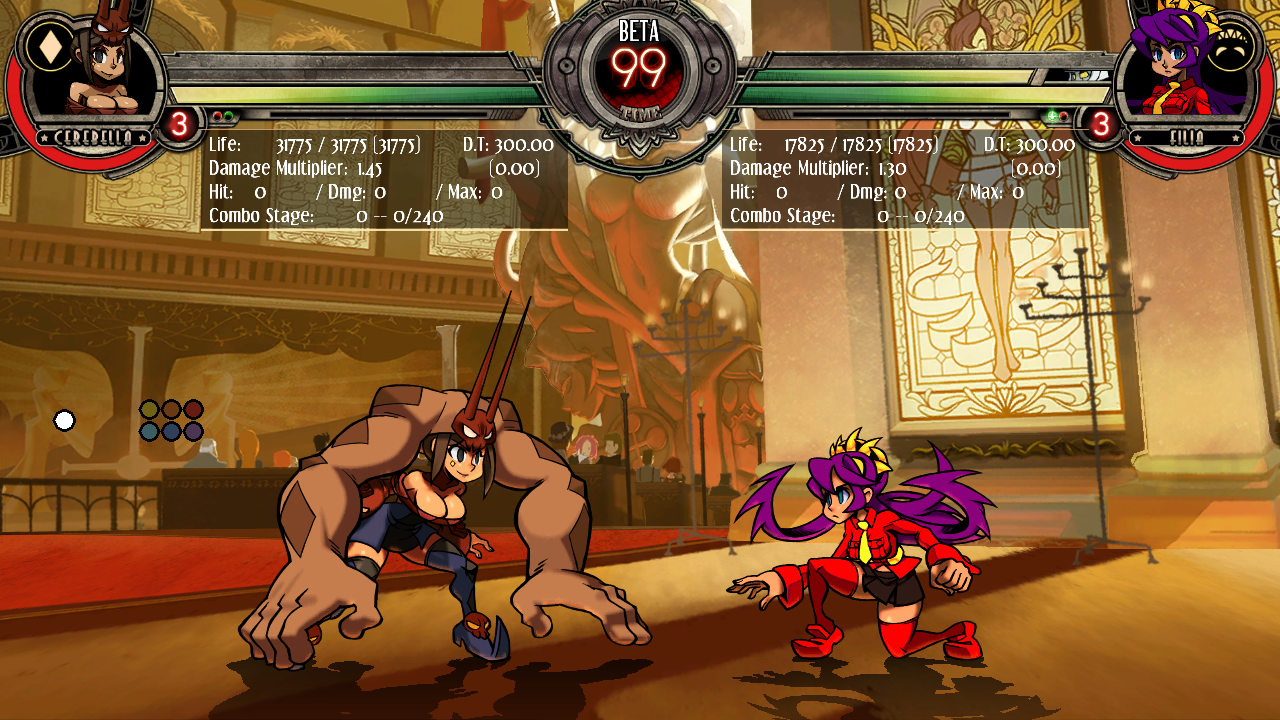 BETA
99
TIME
CEREBELLA
3
3
FILIA
Life: 31775 / 31775 (31775) D.T: 300.00
Damage Multiplier: 1.45 (0.00)
Hit: 0 / Dmg: 0 / Max: 0
Combo Stage: 0 -- 0/240
Life: 17825 / 17825 (17825) D.T: 300.00
Damage Multiplier: 1.30 (0.00)
Hit: 0 / Dmg: 0 / Max: 0
Combo Stage: 0 -- 0/240